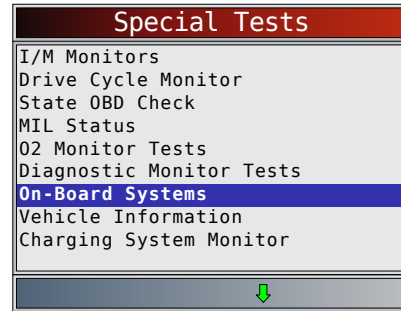 Special Tests
I/M Monitors
Drive Cycle Monitor
State OBD Check
MIL Status
O2 Monitor Tests
Diagnostic Monitor Tests
On-Board Systems
Vehicle Information
Charging System Monitor